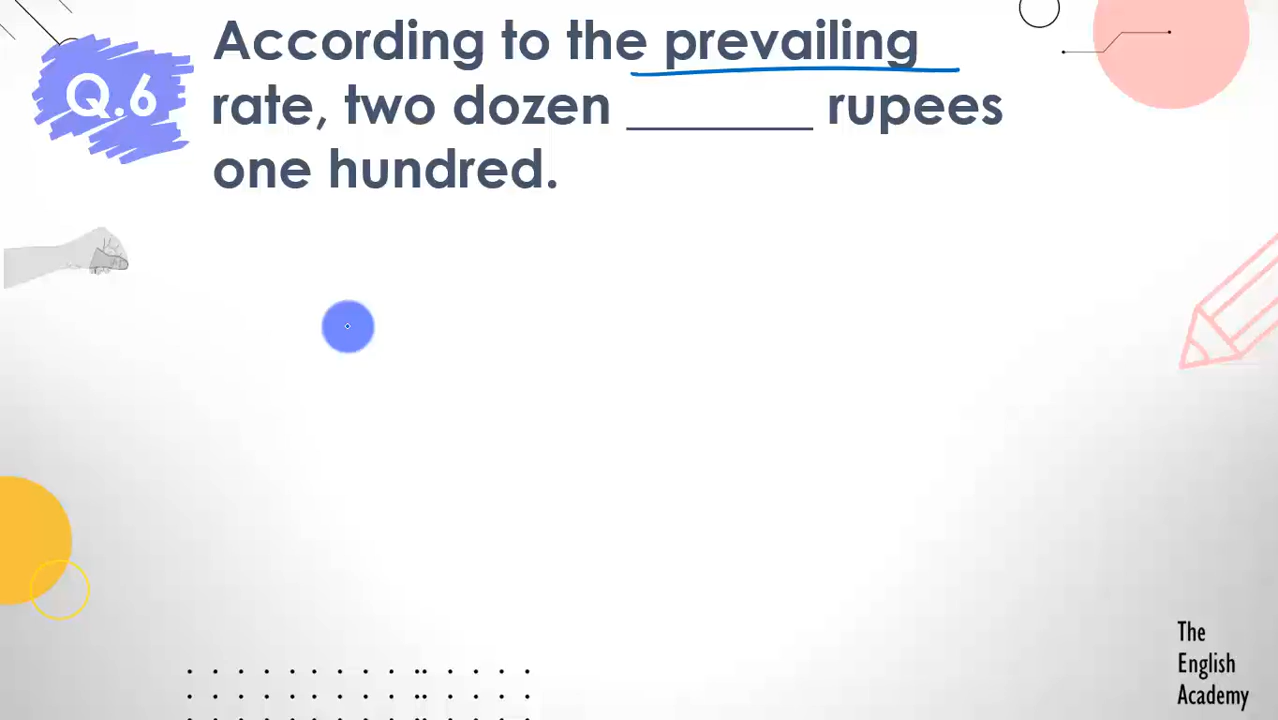 Q.6
According to the prevailing
rate, two dozen ________ rupees
one hundred.
The
English
Academy